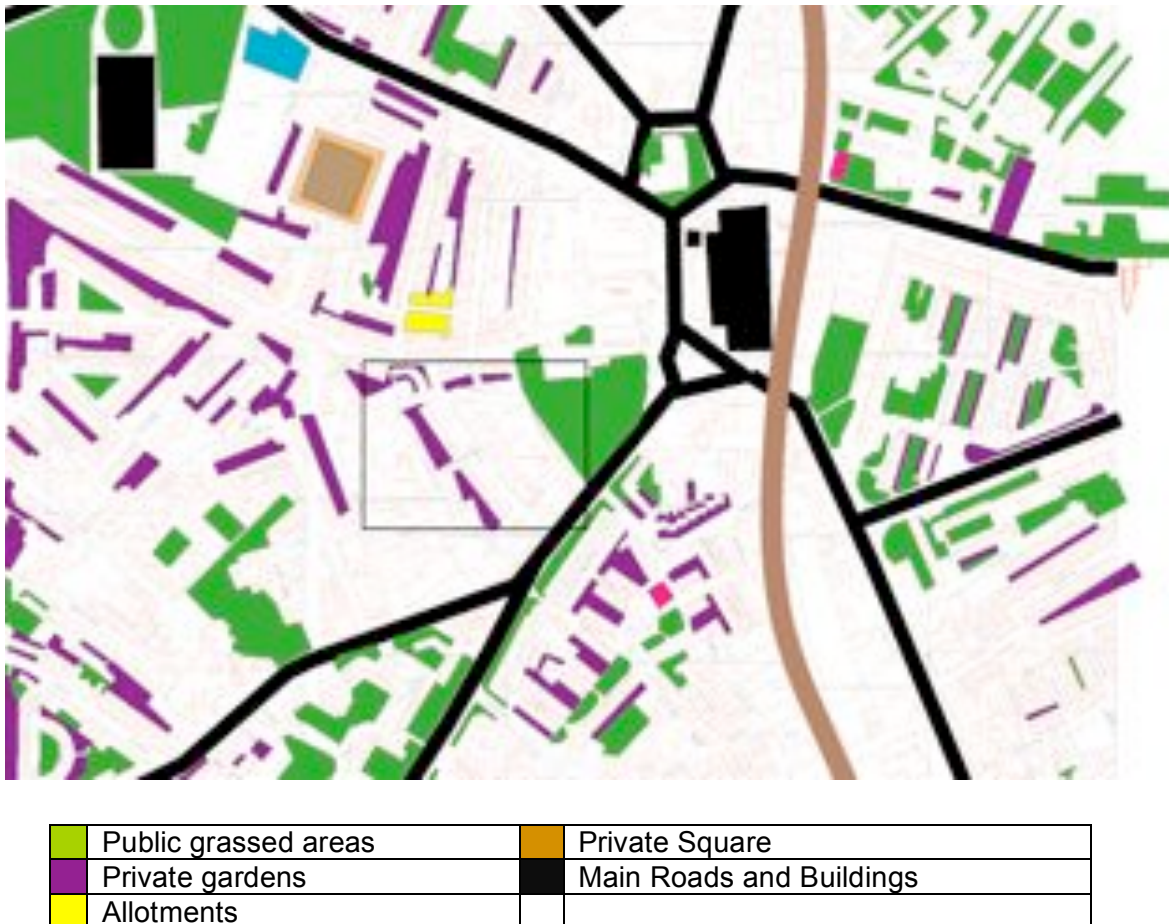 Public grassed areas Private Square
Private gardens Main Roads and Buildings
Allotments